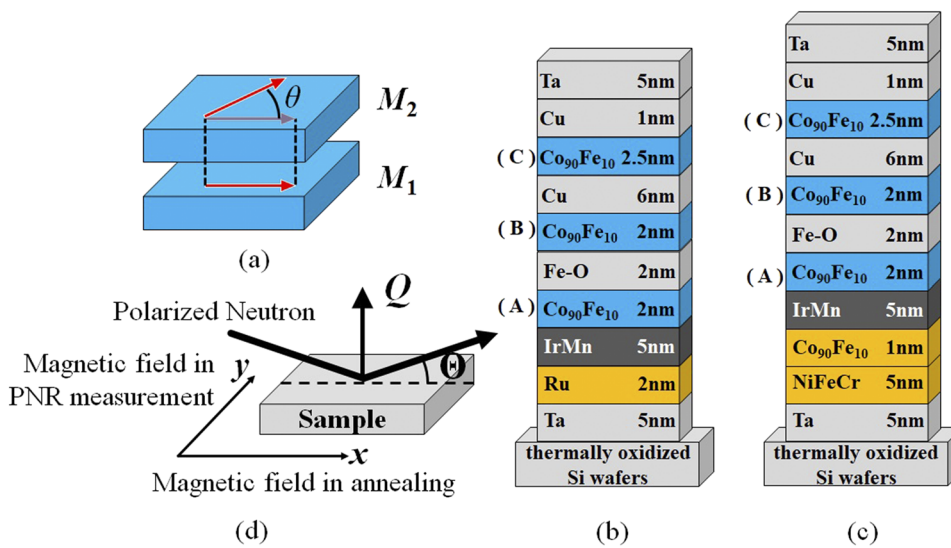 θ
M2
M1
(a)
Polarized Neutron
Q
Θ
Magnetic field in
PNR measurement
y
Sample
x
Magnetic field in annealing
(d)
Ta 5nm
Cu 1nm
( C ) Co90Fe10 2.5nm
Cu 6nm
( B ) Co90Fe10 2nm
Fe-O 2nm
( A ) Co90Fe10 2nm
IrMn 5nm
Ru 2nm
Ta 5nm
thermally oxidized
Si wafers
(b)
Ta 5nm
Cu 1nm
( C ) Co90Fe10 2.5nm
Cu 6nm
( B ) Co90Fe10 2nm
Fe-O 2nm
( A ) Co90Fe10 2nm
IrMn 5nm
Co90Fe10 1nm
NiFeCr 5nm
thermally oxidized
Si wafers
(c)